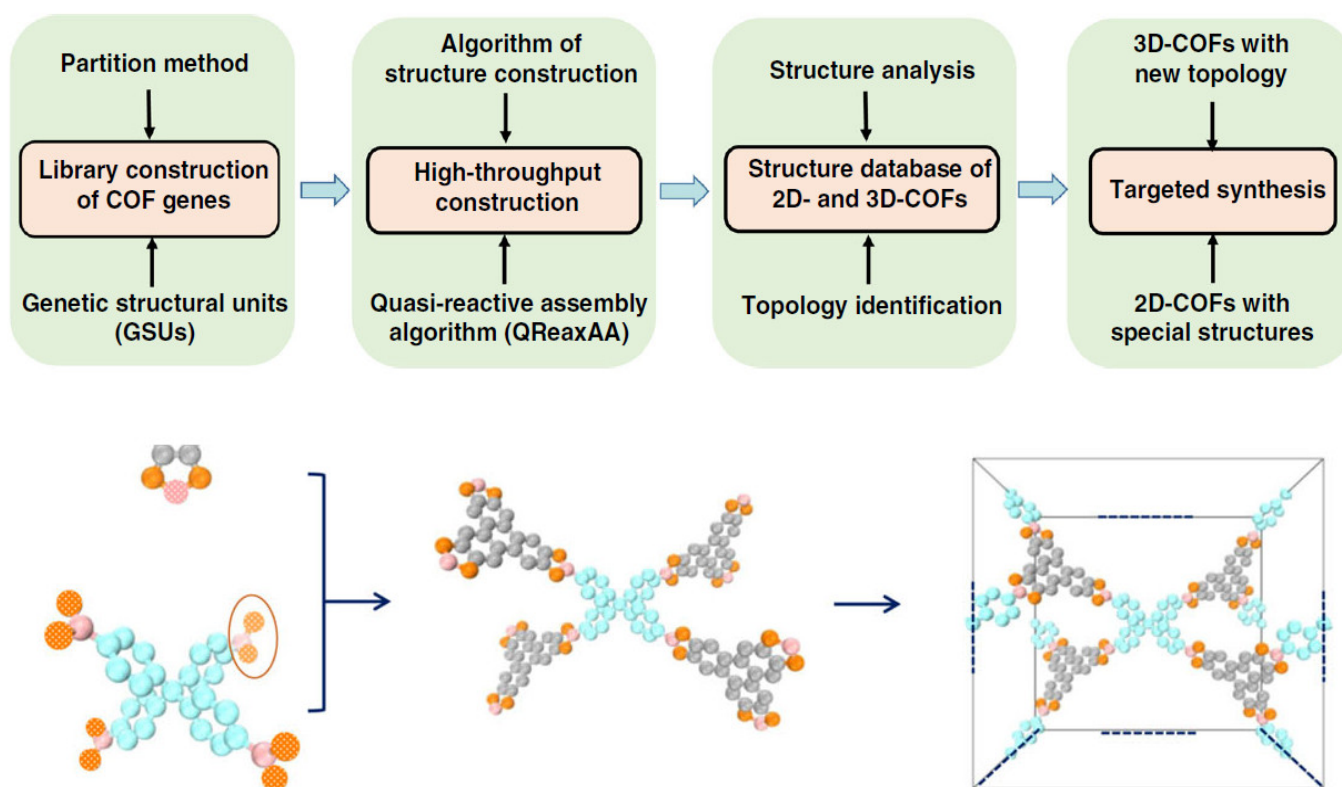 Partition method
Library construction
of COF genes
Genetic structural units
(GSUs)
Algorithm of
structure construction
High-throughput
construction
Quasi-reactive assembly
algorithm (QReaxAA)
Structure analysis
Structure database of
2D- and 3D-COFs
Topology identification
3D-COFs with
new topology
Targeted synthesis
2D-COFs with
special structures